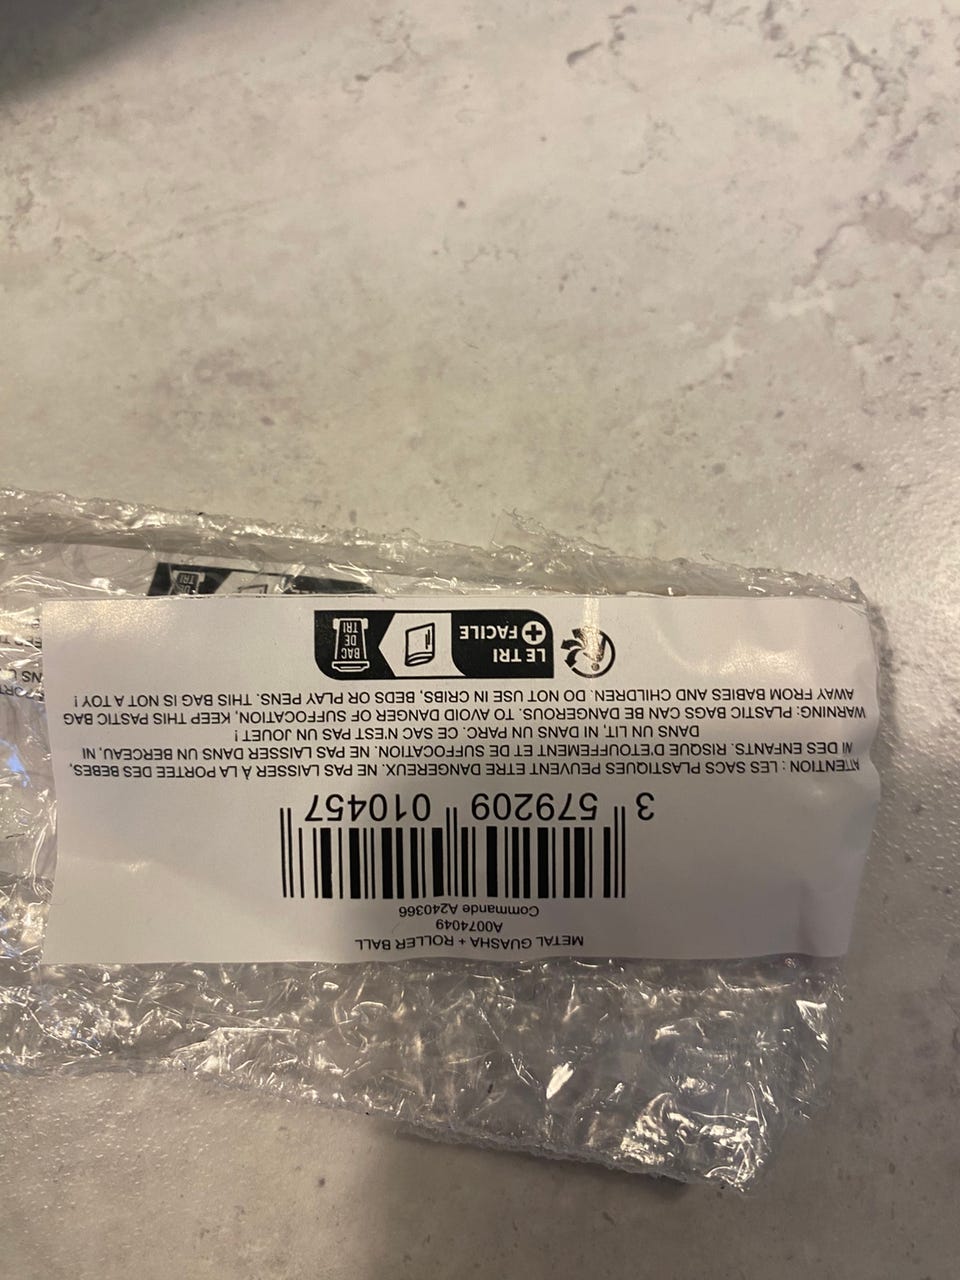 METAL GUASHA + ROLLER BALL
A0074049
Commande A240366
3 579209 010457
ATTENTION : LES SACS PLASTIQUES PEUVENT ETRE DANGEREUX. NE PAS LAISSER À LA PORTEE DES BEBES,
NI DES ENFANTS. RISQUE D'ETOUFFEMENT ET DE SUFFOCATION. NE PAS LAISSER DANS UN BERCEAU, NI
DANS UN LIT, NI DANS UN PARC. CE SAC N'EST PAS UN JOUET !
WARNING: PLASTIC BAGS CAN BE DANGEROUS. TO AVOID DANGER OF SUFFOCATION, KEEP THIS PASTIC BAG
AWAY FROM BABIES AND CHILDREN. DO NOT USE IN CRIBS, BEDS OR PLAY PENS. THIS BAG IS NOT A TOY !
LE TRI
+ FACILE
BAC
DE
TRI